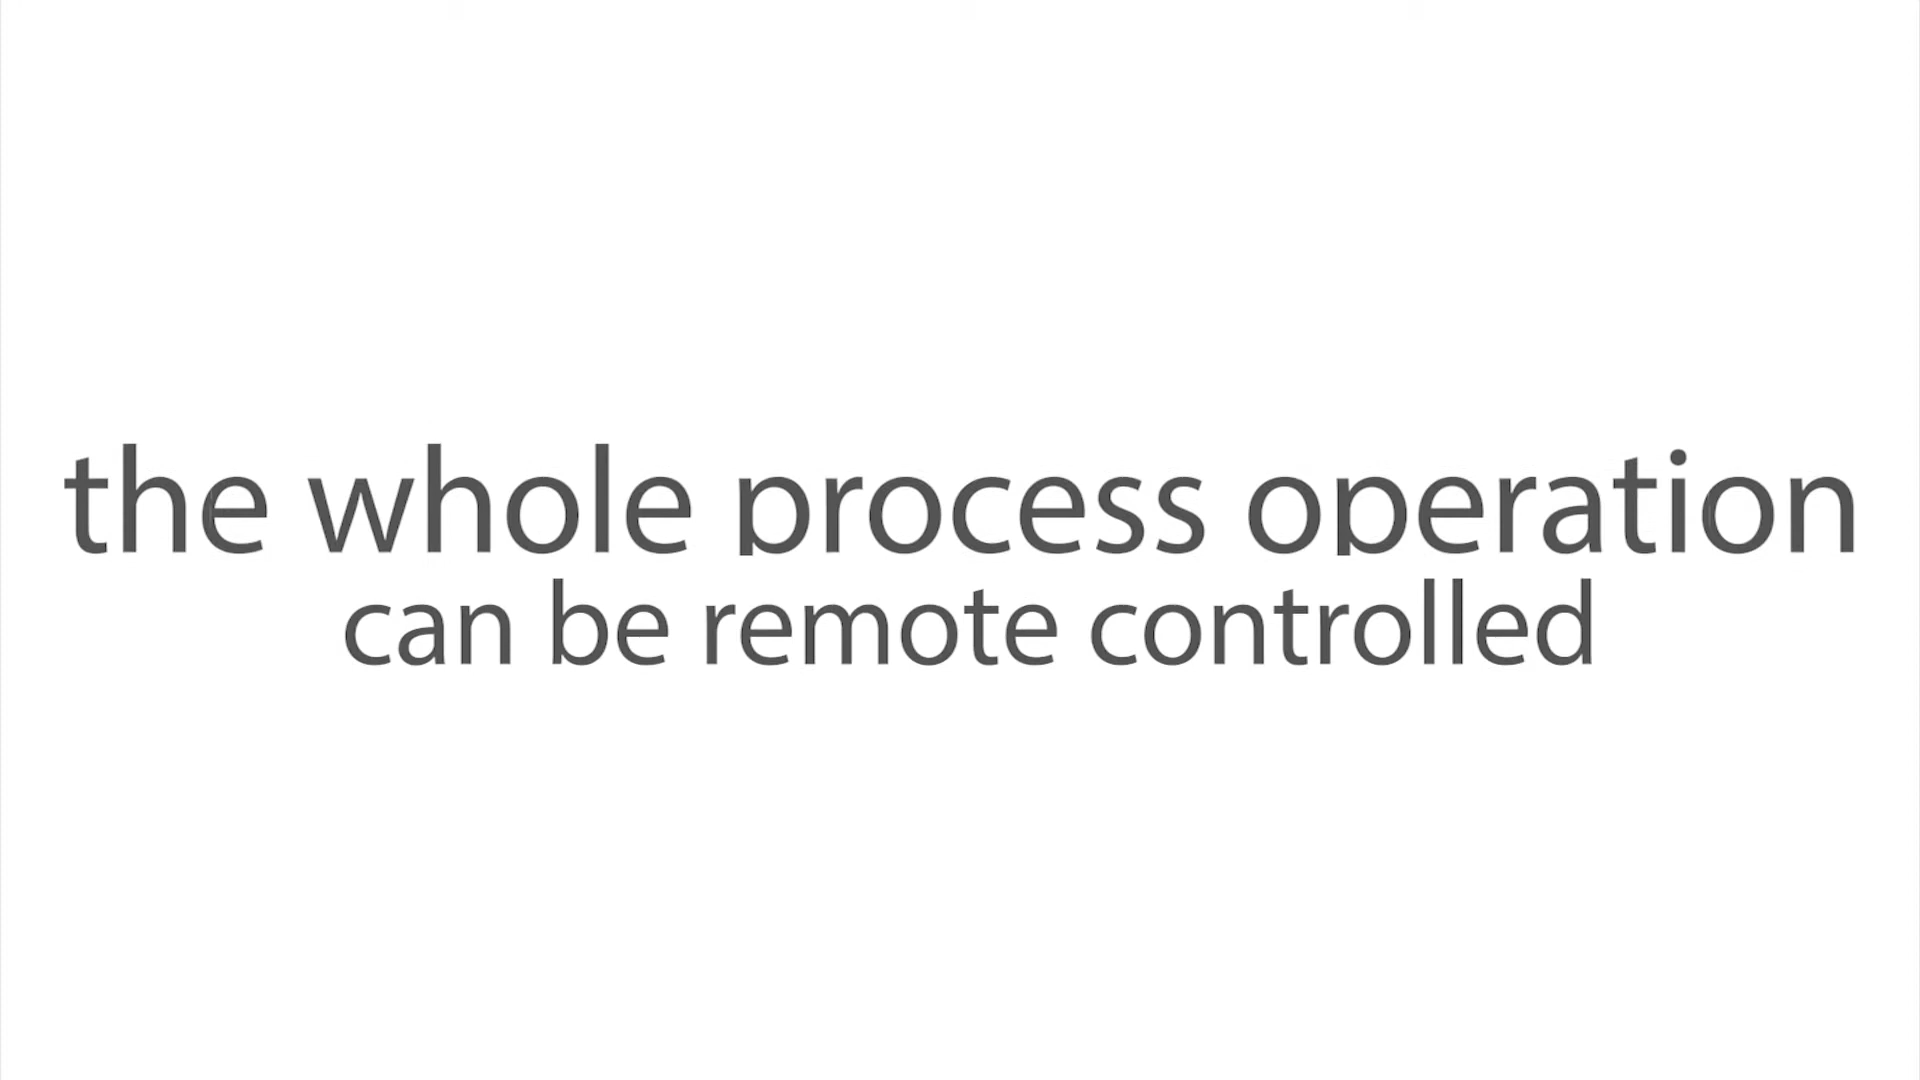 the whole process operation
can be remote controlled